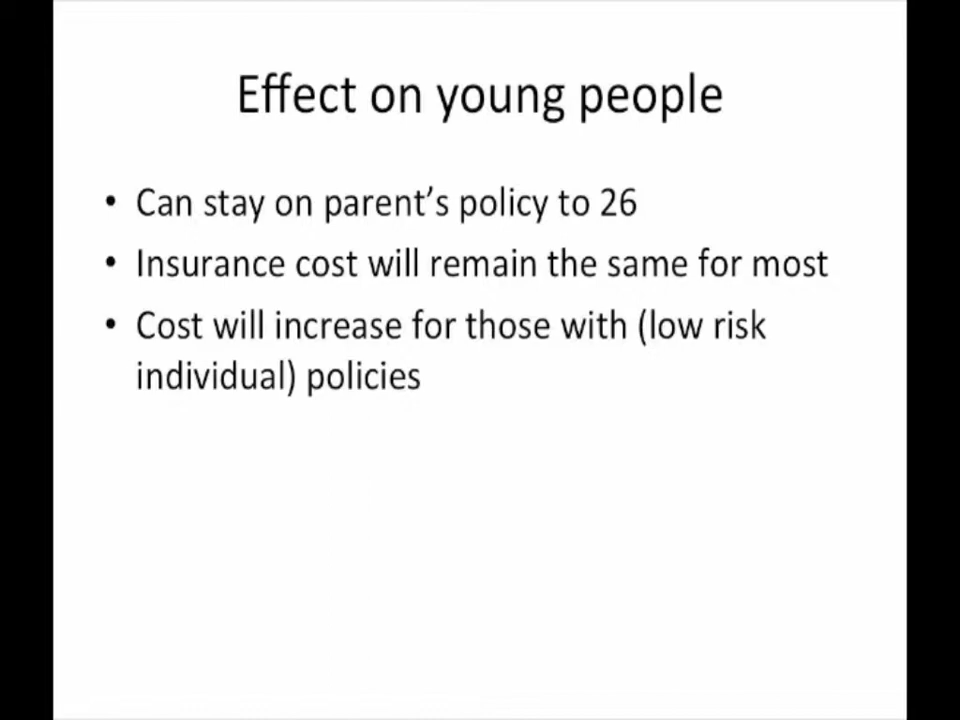 Effect on young people
• Can stay on parent’s policy to 26
• Insurance cost will remain the same for most
• Cost will increase for those with (low risk
individual) policies